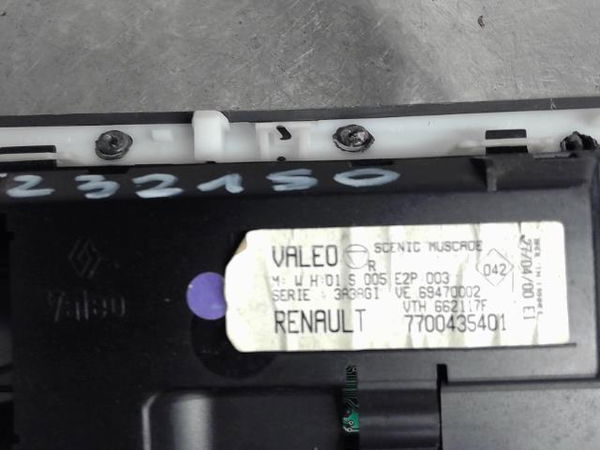 232150
VALEO R SCENIC MUSCADE
M: W H:01 S 005 E2P 003
SERIE : 3A3AG1 VE 69470002
VTH 662117F
RENAULT 7700435401
042
27/04/00 E1
Valeo